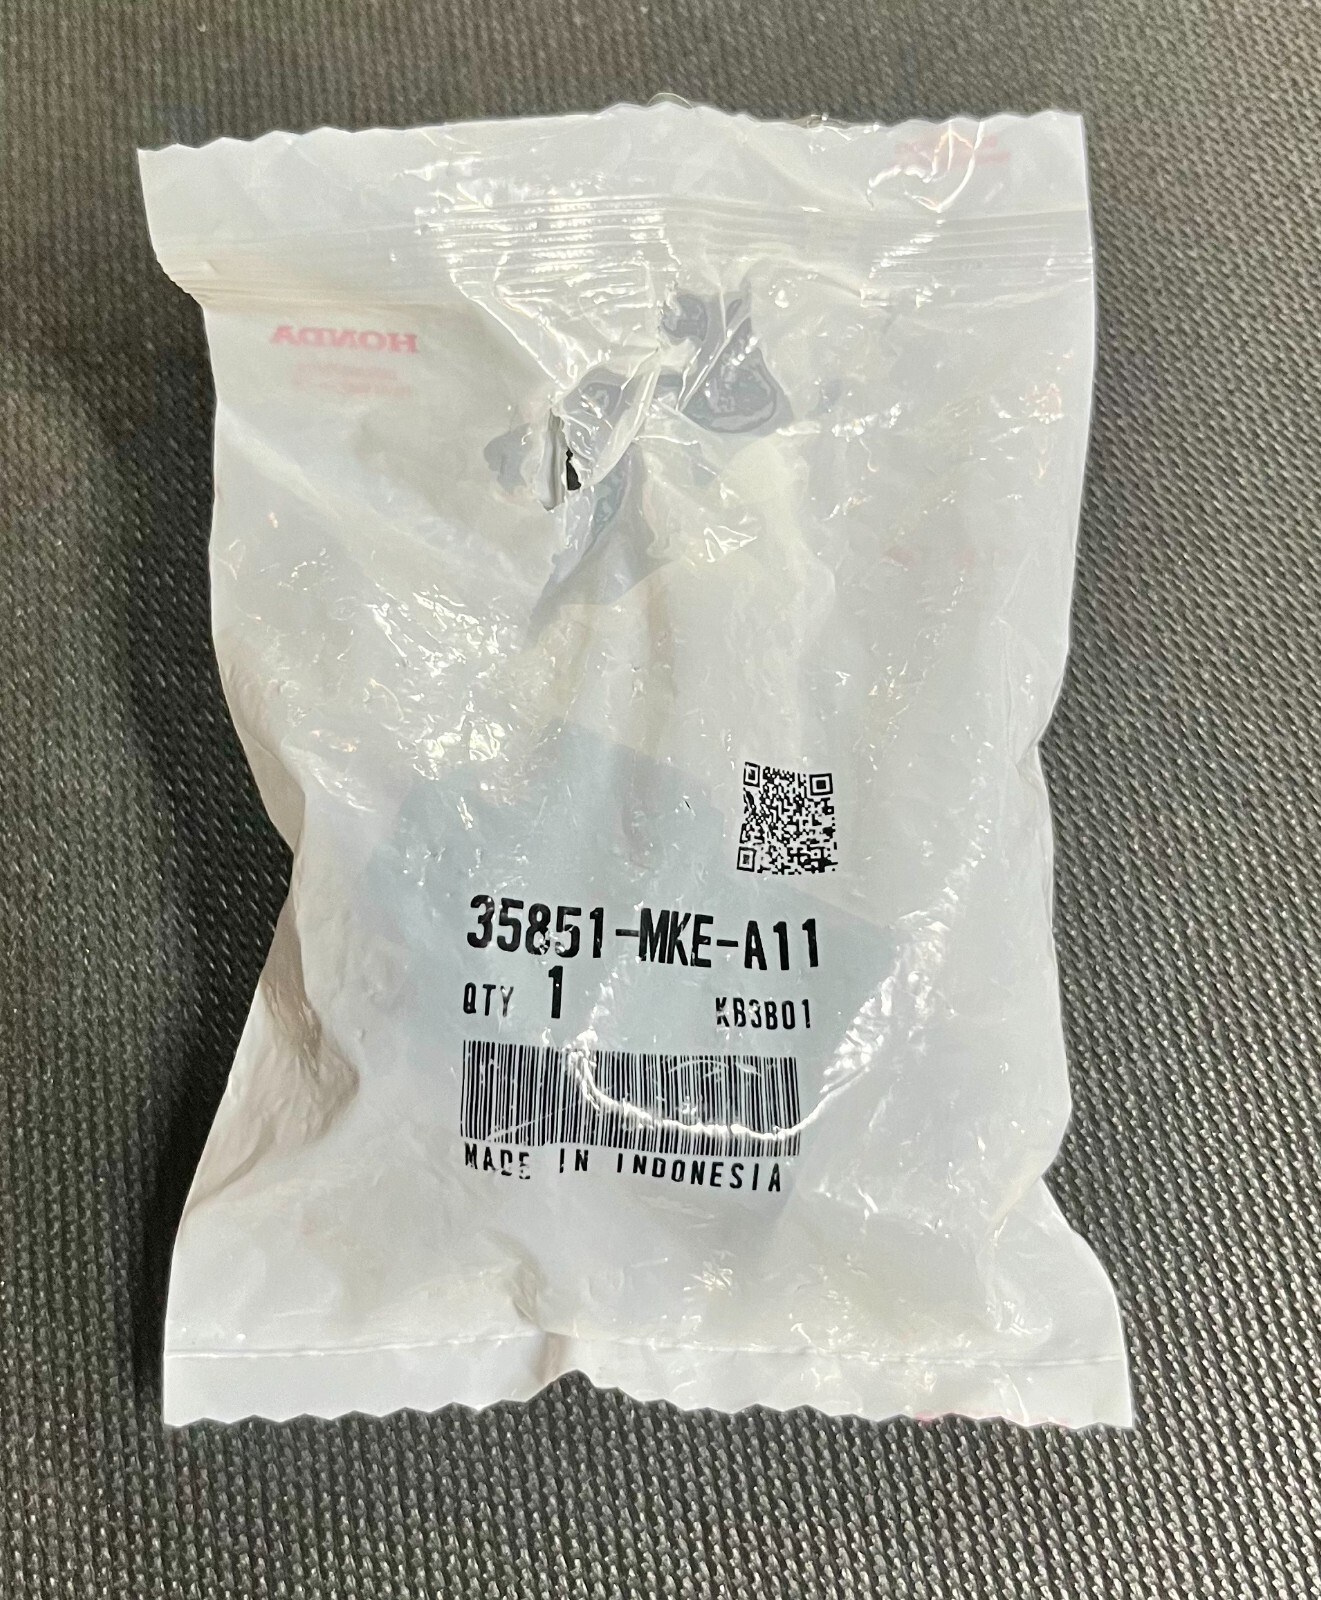 HONDA
35851-MKE-A11
QTY 1 KB3B01
MADE IN INDONESIA